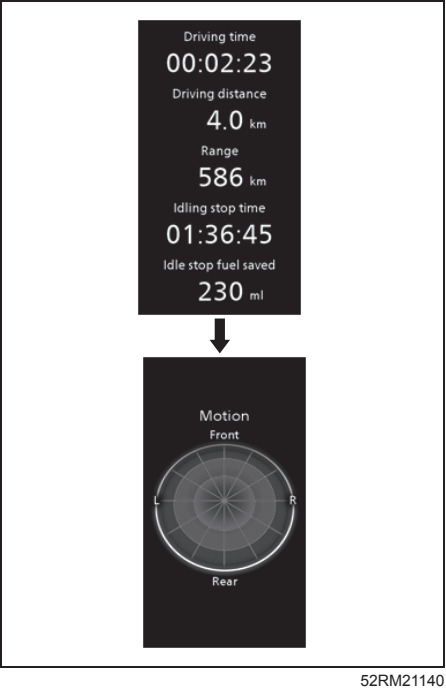 Driving time
00:02:23
Driving distance
4.0 km
Range
586 km
Idling stop time
01:36:45
Idle stop fuel saved
230 ml
Motion
Front
L R
Rear
52RM21140